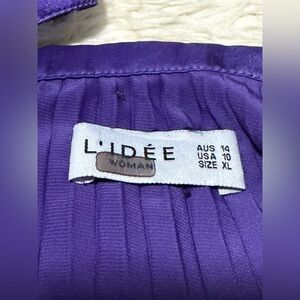 L'IDÉE
WOMAN
AUS 14
USA 10
SIZE XL